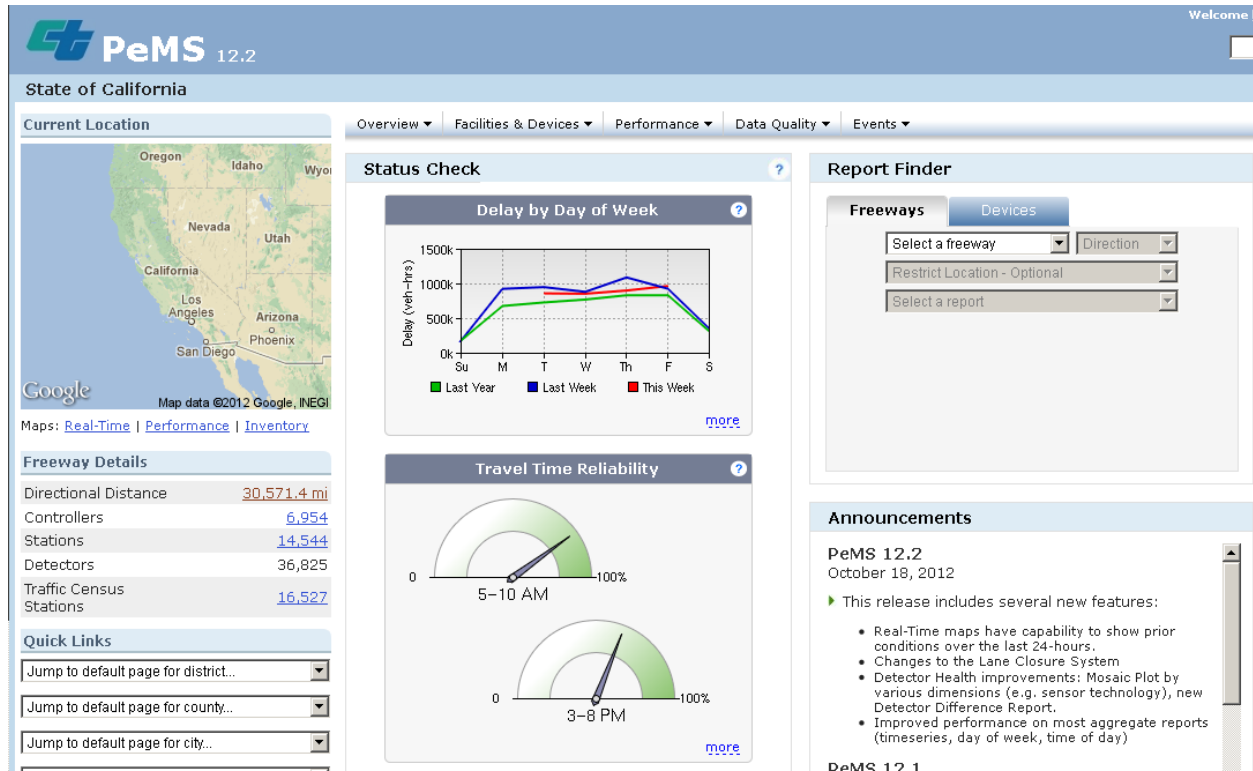 Welcome
PeMS 12.2
State of California
Current Location
Oregon
Idaho
Wyo
Nevada
Utah
California
Los
Angeles
Arizona
Phoenix
San Diego
Google
Map data ©2012 Google, INEGI
Maps: Real-Time | Performance | Inventory
Freeway Details
Directional Distance 30,571.4 mi
Controllers 6,954
Stations 14,544
Detectors 36,825
Traffic Census
Stations 16,527
Quick Links
Jump to default page for district...
Jump to default page for county...
Jump to default page for city...
Overview Facilities & Devices Performance Data Quality Events
Status Check ?
Delay by Day of Week ?
Delay (veh-hrs)
1500k
1000k
500k
0k
Su M T W Th F S
Last Year Last Week This Week
more
Travel Time Reliability ?
0 100%
5-10 AM
0 100%
3-8 PM
more
Report Finder
Freeways Devices
Select a freeway Direction
Restrict Location - Optional
Select a report
Announcements
PeMS 12.2
October 18, 2012
This release includes several new features:
• Real-Time maps have capability to show prior
conditions over the last 24-hours.
• Changes to the Lane Closure System
• Detector Health improvements: Mosaic Plot by
various dimensions (e.g. sensor technology), new
Detector Difference Report.
• Improved performance on most aggregate reports
(timeseries, day of week, time of day)
PeMS 12.1